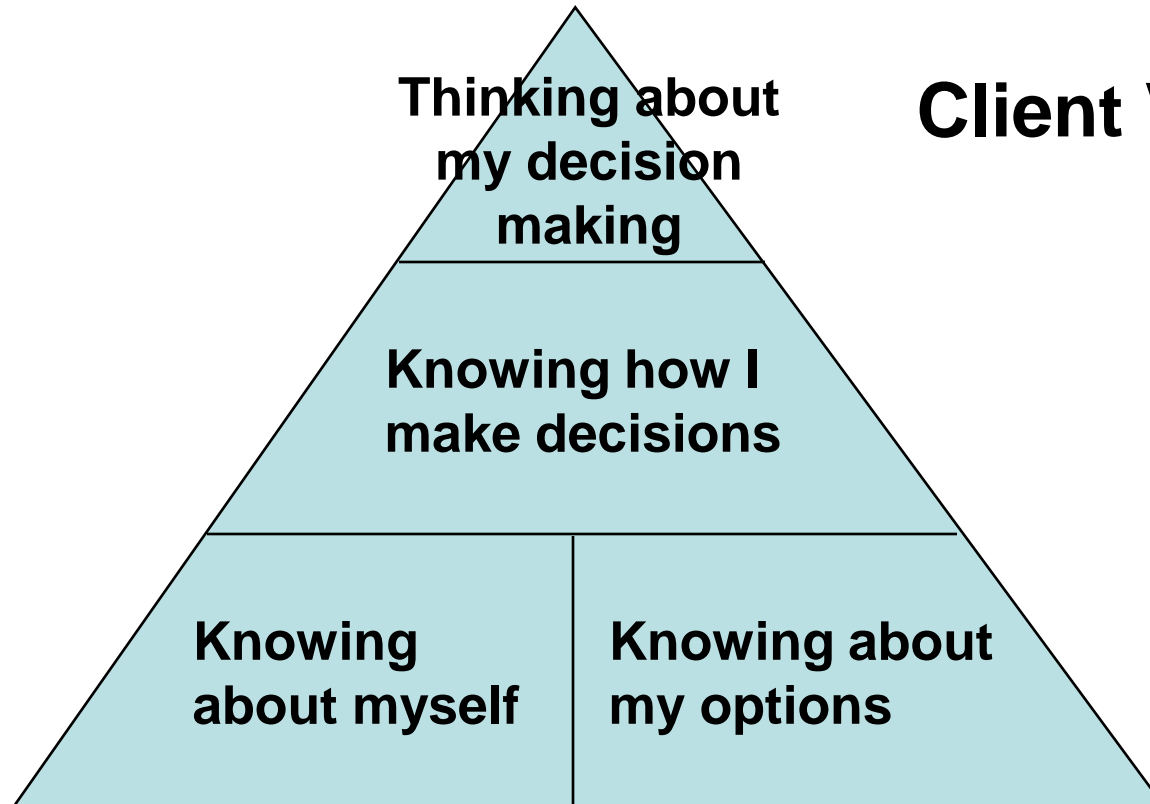 Thinking about
my decision
making
Client
Knowing how I
make decisions
Knowing
about myself
Knowing about
my options